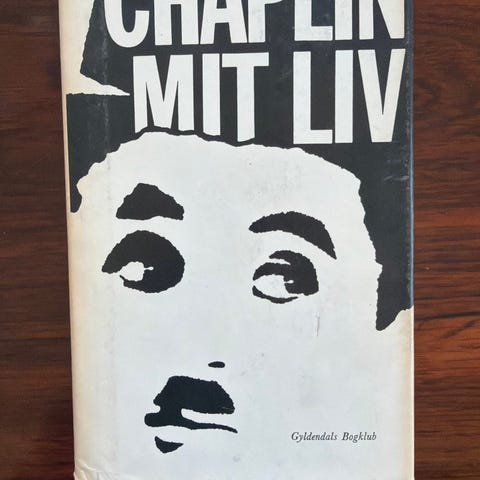 CHAPLIN
MIT LIV
Gyldendals Bogklub